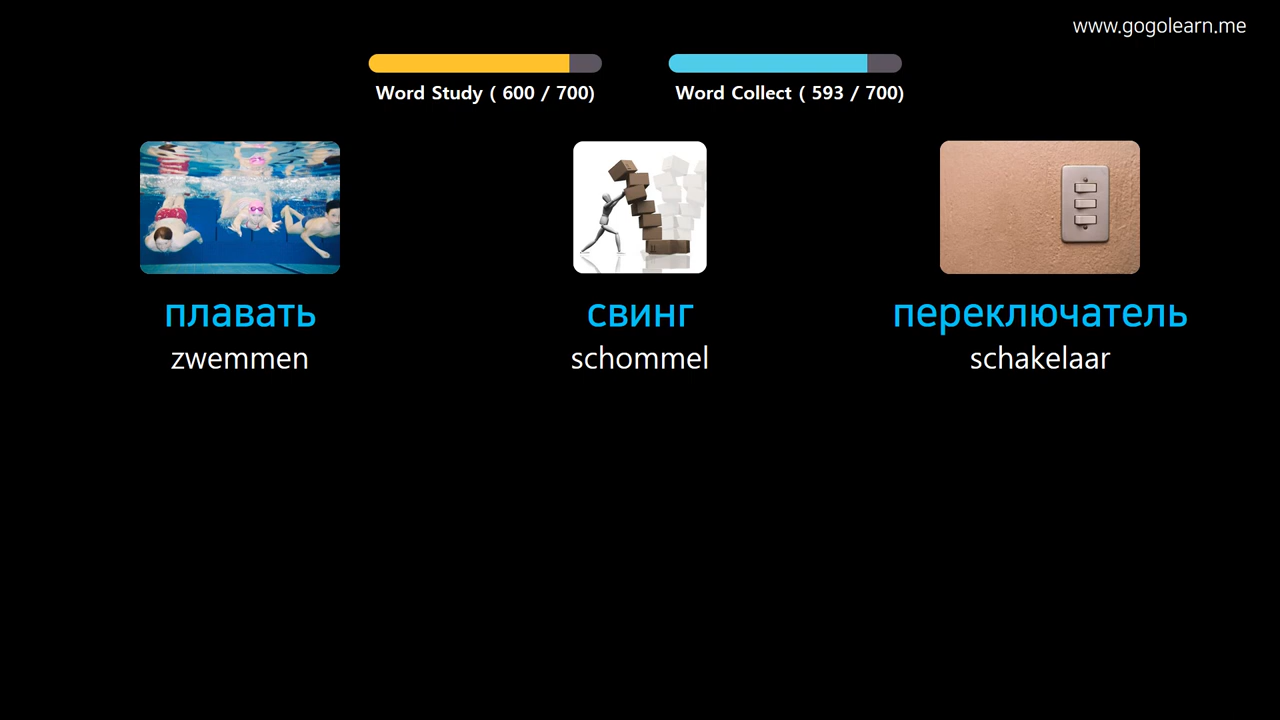 www.gogolearn.me
Word Study ( 600 / 700)
Word Collect ( 593 / 700)
плавать
zwemmen
свинг
schommel
переключатель
schakelaar